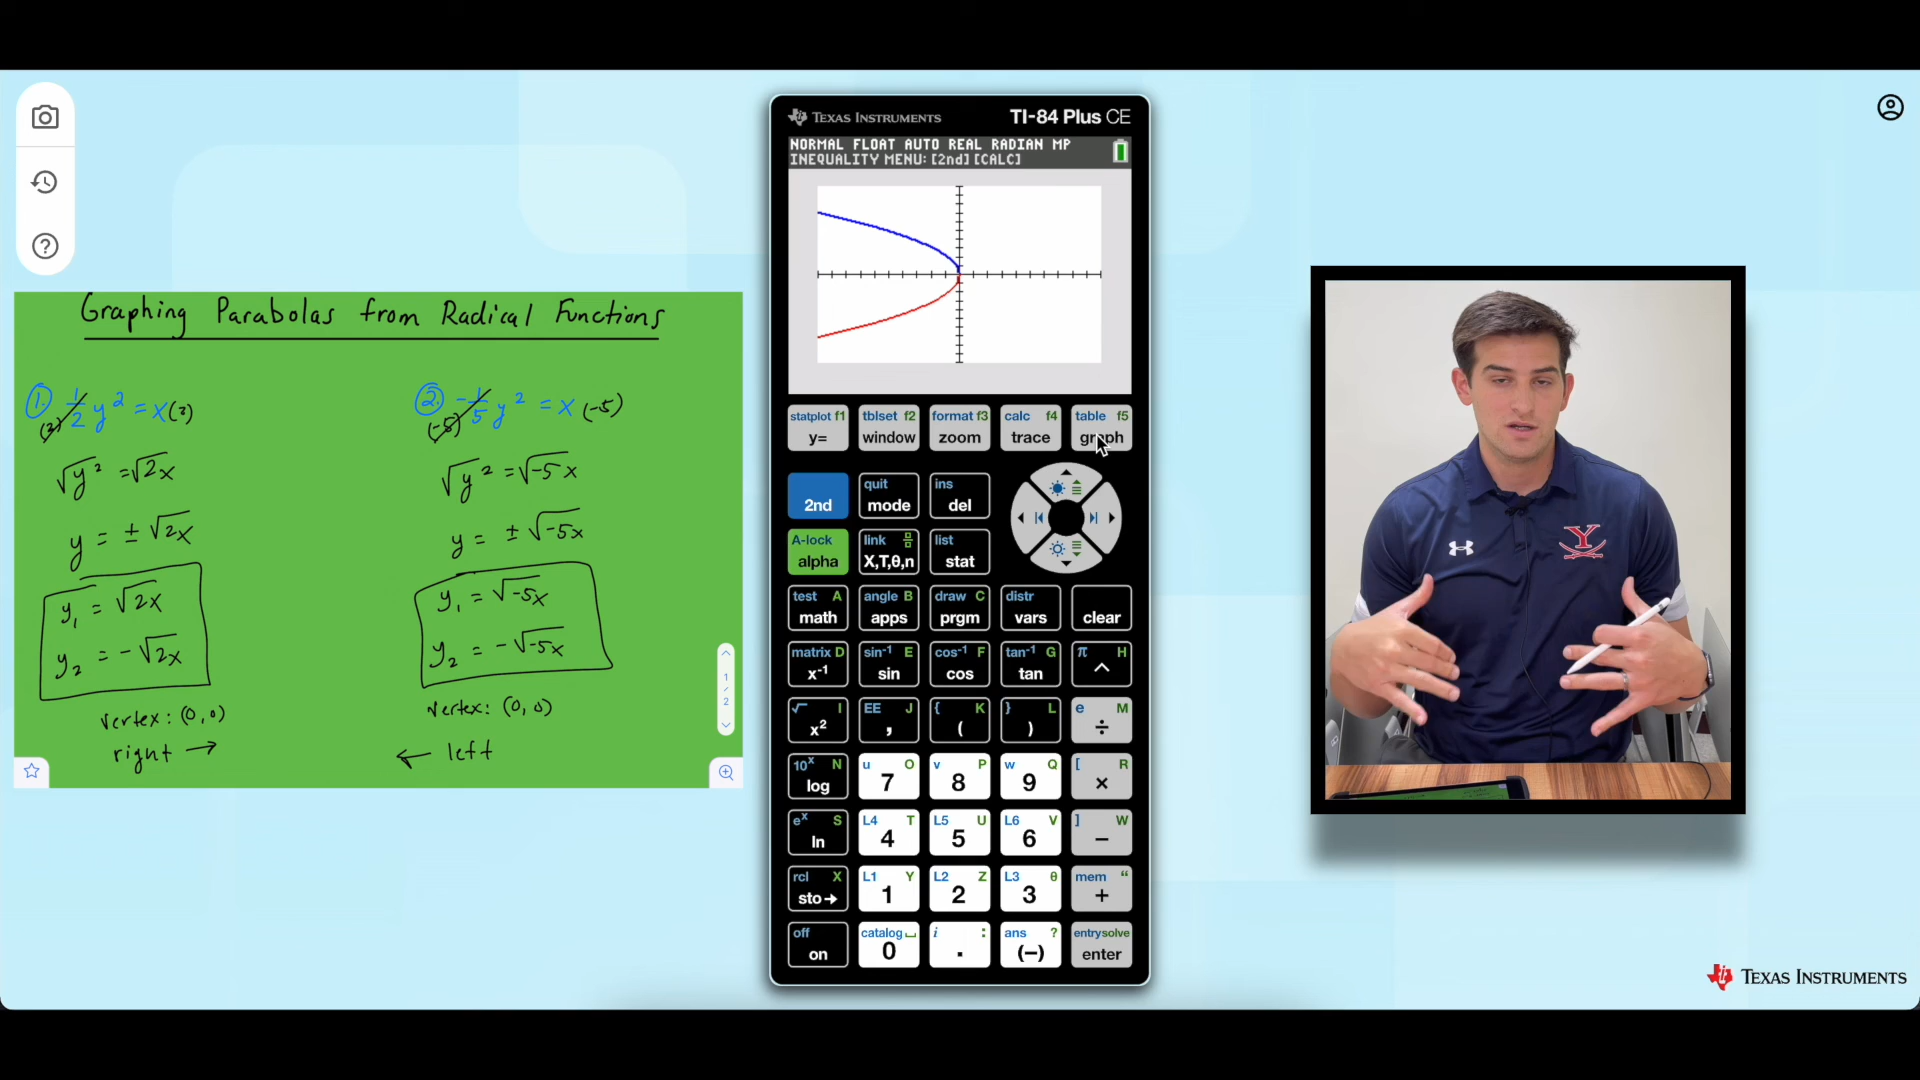 Graphing Parabolas from Radical Functions
1. 1/2 y² = x(2)
(2)
√y² = √2x
y = ± √2x
y₁ = √2x
y₂ = -√2x
vertex: (0,0)
right →
2. -1/5 y² = x (-5)
(-5)
√y² = √-5x
y = ± √-5x
y₁ = √-5x
y₂ = -√-5x
vertex: (0,0)
← left
1
/
2
TEXAS INSTRUMENTS TI-84 Plus CE
NORMAL FLOAT AUTO REAL RADIAN MP
INEQUALITY MENU:[2nd][CALC]
statplot f1 tblset f2 format f3 calc f4 table f5
y= window zoom trace graph
quit ins
2nd mode del
A-lock link list
alpha X,T,θ,n stat
test A angle B draw C distr
math apps prgm vars clear
matrix D sin⁻¹ E cos⁻¹ F tan⁻¹ G π H
x⁻¹ sin cos tan ^
√ I EE J { K } L e M
x² , ( ) ÷
10ˣ N u O v P w Q [ R
log 7 8 9 ×
eˣ S L4 T L5 U L6 V ] W
ln 4 5 6 −
rcl X L1 Y L2 Z L3 θ mem “
sto→ 1 2 3 +
off catalog i : ans ? entry solve
on 0 . (−) enter
Y
TEXAS INSTRUMENTS